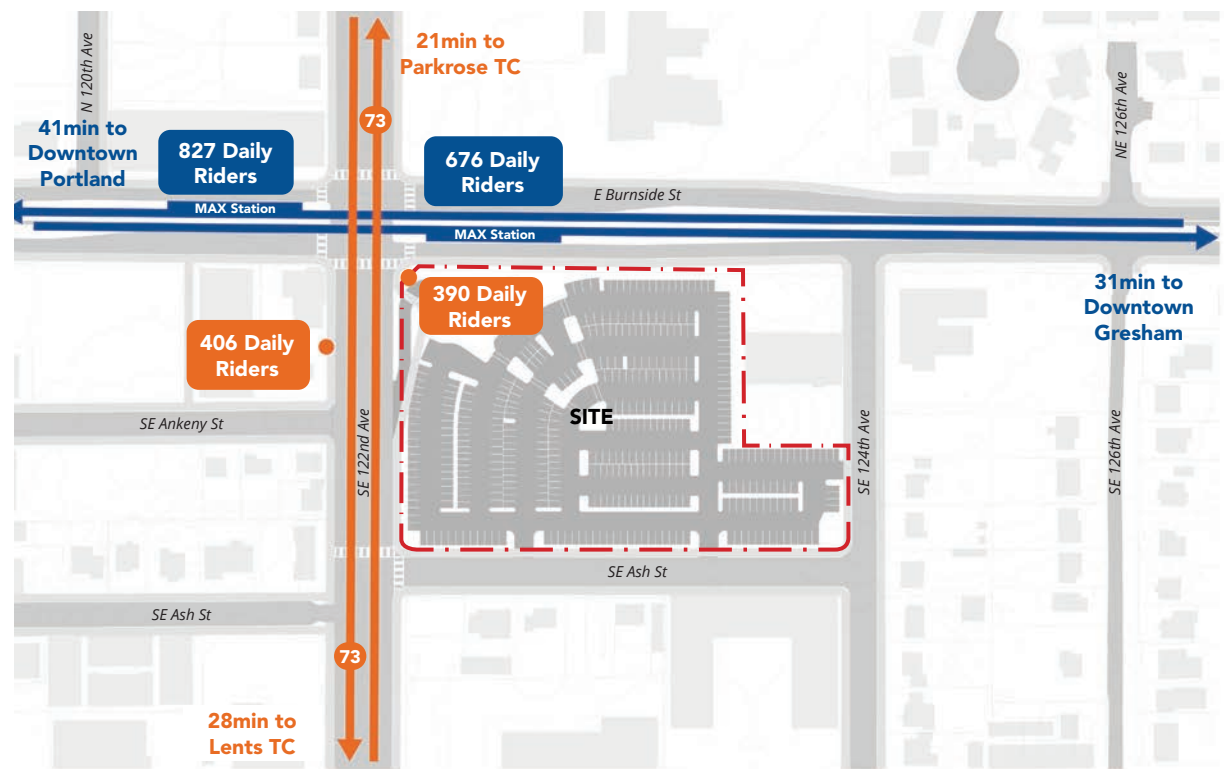 N 120th Ave
21min to
Parkrose TC
73
41min to
Downtown
Portland
827 Daily
Riders
676 Daily
Riders
NE 126th Ave
E Burnside St
MAX Station
MAX Station
31min to
Downtown
Gresham
390 Daily
Riders
406 Daily
Riders
SITE
SE Ankeny St
SE 122nd Ave
SE 124th Ave
SE 126th Ave
SE Ash St
SE Ash St
73
28min to
Lents TC